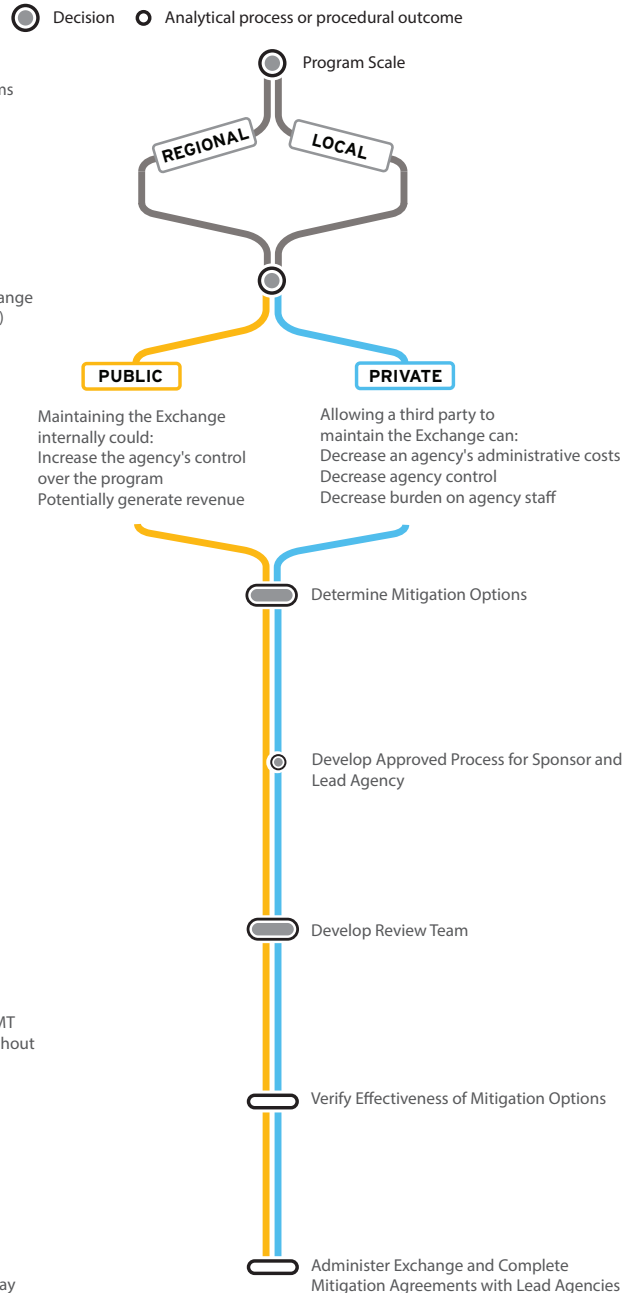 Decision
Analytical process or procedural outcome
Program Scale
REGIONAL
LOCAL
PUBLIC
PRIVATE
Maintaining the Exchange
internally could:
Increase the agency's control
over the program
Potentially generate revenue
Allowing a third party to
maintain the Exchange can:
Decrease an agency's administrative costs
Decrease agency control
Decrease burden on agency staff
Determine Mitigation Options
Develop Approved Process for Sponsor and
Lead Agency
Develop Review Team
Verify Effectiveness of Mitigation Options
Administer Exchange and Complete
Mitigation Agreements with Lead Agencies